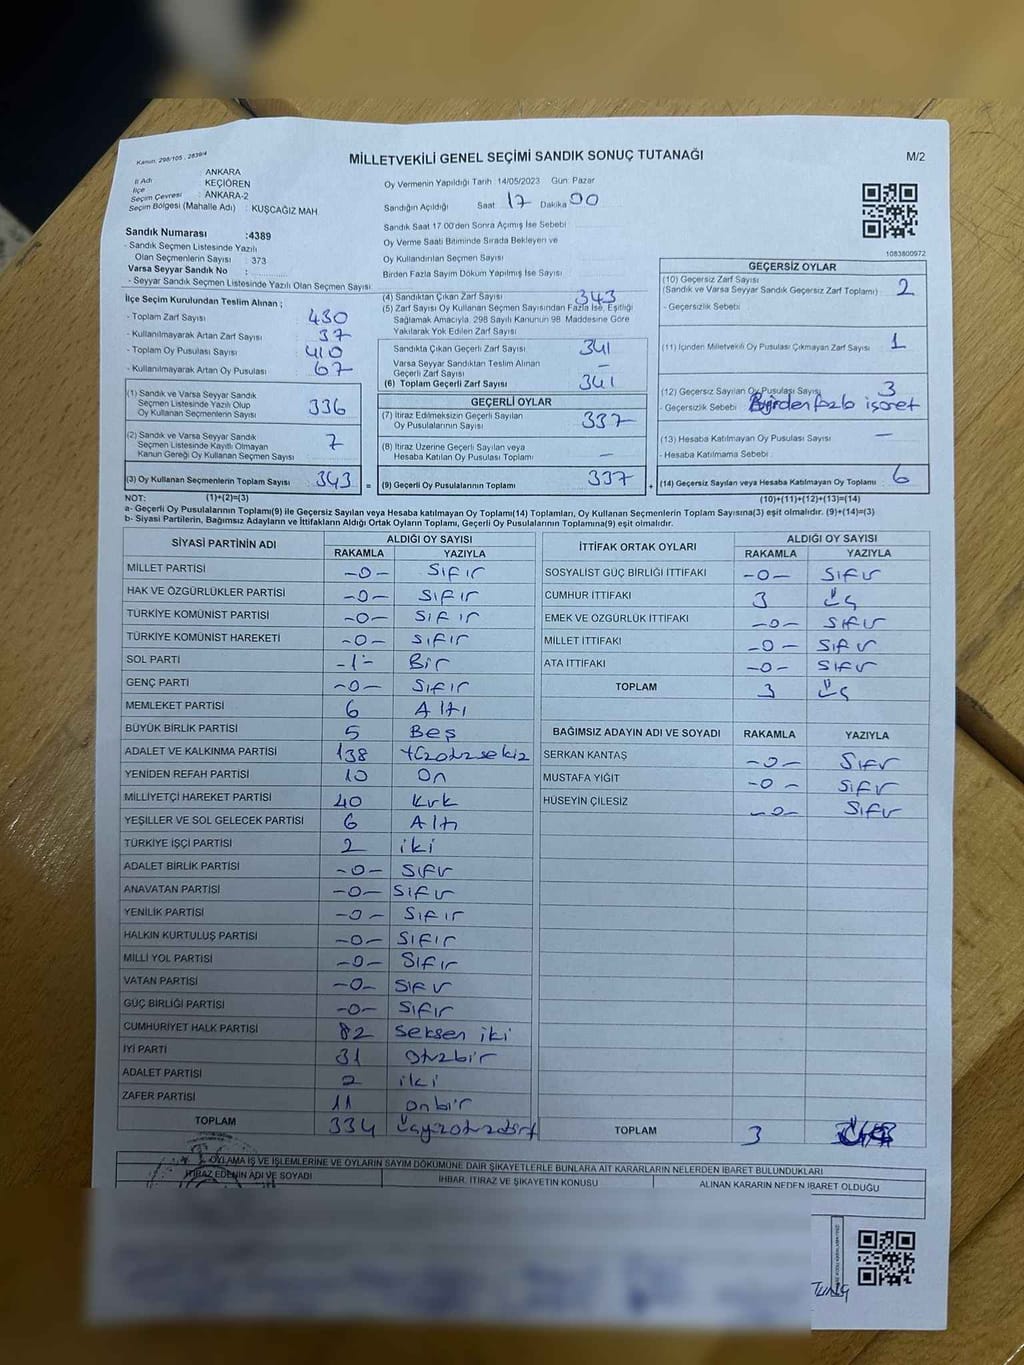 Kanun, 298/105, 2839/4
MİLLETVEKİLİ GENEL SEÇİMİ SANDIK SONUÇ TUTANAĞI
M/2
İl Adı ANKARA
İlçe KEÇİÖREN
Seçim Çevresi : ANKARA-2
Seçim Bölgesi (Mahalle Adı) : KUŞCAĞIZ MAH.
Oy Vermenin Yapıldığı Tarih :14/05/2023 Gün: Pazar
Sandığın Açıldığı Saat 17 Dakika 00
Sandık Saat 17.00'den Sonra Açımış İse Sebebi
Oy Verme Saati Bitiminde Sırada Bekleyen ve
Oy Kullandırılan Seçmen Sayısı
Birden Fazla Sayım Döküm Yapılmış İse Sayısı
1083800972
Sandık Numarası :4389
- Sandık Seçmen Listesinde Yazılı
Olan Seçmenlerin Sayısı : 373
Varsa Seyyar Sandık No :
- Seyyar Sandık Seçmen Listesinde Yazılı Olan Seçmen Sayısı
İlçe Seçim Kurulundan Teslim Alınan ;
- Toplam Zarf Sayısı 430
- Kullanılmayarak Artan Zarf Sayısı 37
- Toplam Oy Pusulası Sayısı 410
- Kullanılmayarak Artan Oy Pusulası 67
(1) Sandık ve Varsa Seyyar Sandık
Seçmen Listesinde Yazılı Olup
Oy Kullanan Seçmenlerin Sayısı 336
(2) Sandık ve Varsa Seyyar Sandık
Seçmen Listesinde Kayıtlı Olmayan
Kanun Gereği Oy Kullanan Seçmen Sayısı 7
(3) Oy Kullanan Seçmenlerin Toplam Sayısı 343 =
(4) Sandıktan Çıkan Zarf Sayısı 343
(5) Zarf Sayısı Oy Kullanan Seçmen Sayısından Fazla İse, Eşitliği
Sağlamak Amacıyla, 298 Sayılı Kanunun 98. Maddesine Göre
Yakılarak Yok Edilen Zarf Sayısı
Sandıkta Çıkan Geçerli Zarf Sayısı 341
Varsa Seyyar Sandıktan Teslim Alınan
Geçerli Zarf Sayısı
(6) Toplam Geçerli Zarf Sayısı 341
GEÇERLİ OYLAR
(7) İtiraz Edilmeksizin Geçerli Sayılan
Oy Pusulalarının Sayısı 337
(8) İtiraz Üzerine Geçerli Sayılan veya
Hesaba Katılan Oy Pusulası Toplamı —
(9) Geçerli Oy Pusulalarının Toplamı 337 +
GEÇERSİZ OYLAR
(10) Geçersiz Zarf Sayısı
(Sandık ve Varsa Seyyar Sandık Geçersiz Zarf Toplamı) 2
- Geçersizlik Sebebi
(11) İçinden Milletvekili Oy Pusulası Çıkmayan Zarf Sayısı 1
(12) Geçersiz Sayılan Oy Pusulası Sayısı 3
- Geçersizlik Sebebi Birden fazla işaret
(13) Hesaba Katılmayan Oy Pusulası Sayısı —
- Hesaba Katılmama Sebebi :
(14) Geçersiz Sayılan veya Hesaba Katılmayan Oy Toplamı 6
NOT: (1)+(2)=(3) (10)+(11)+(12)+(13)=(14)
a- Geçerli Oy Pusulalarının Toplamı(9) ile Geçersiz Sayılan veya Hesaba katılmayan Oy Toplamı(14) Toplamları, Oy Kullanan Seçmenlerin Toplam Sayısına(3) eşit olmalıdır. (9)+(14)=(3)
b- Siyasi Partilerin, Bağımsız Adayların ve İttifakların Aldığı Ortak Oyların Toplamı, Geçerli Oy Pusulalarının Toplamına(9) eşit olmalıdır.
SİYASİ PARTİNİN ADI ALDIĞI OY SAYISI
RAKAMLA YAZIYLA
MİLLET PARTİSİ —0— Sıfır
HAK VE ÖZGÜRLÜKLER PARTİSİ —0— Sıfır
TÜRKİYE KOMÜNİST PARTİSİ —0— Sıfır
TÜRKİYE KOMÜNİST HAREKETİ —0— Sıfır
SOL PARTİ -1- Bir
GENÇ PARTİ —0— Sıfır
MEMLEKET PARTİSİ 6 Altı
BÜYÜK BİRLİK PARTİSİ 5 Beş
ADALET VE KALKINMA PARTİSİ 138
YENİDEN REFAH PARTİSİ 10 On
MİLLİYETÇİ HAREKET PARTİSİ 40 Kırk
YEŞİLLER VE SOL GELECEK PARTİSİ 6 Altı
TÜRKİYE İŞÇİ PARTİSİ 2 iki
ADALET BİRLİK PARTİSİ —0— Sıfır
ANAVATAN PARTİSİ —0— Sıfır
YENİLİK PARTİSİ —0— Sıfır
HALKIN KURTULUŞ PARTİSİ —0— Sıfır
MİLLİ YOL PARTİSİ —0— Sıfır
VATAN PARTİSİ —0— Sıfır
GÜÇ BİRLİĞİ PARTİSİ —0— Sıfır
CUMHURİYET HALK PARTİSİ 82 Seksen iki
İYİ PARTİ 31 Otuzbir
ADALET PARTİSİ 2 iki
ZAFER PARTİSİ 11 onbir
TOPLAM 334 Üçyüzotuzdört
İTTİFAK ORTAK OYLARI ALDIĞI OY SAYISI
RAKAMLA YAZIYLA
SOSYALİST GÜÇ BİRLİĞİ İTTİFAKI —0— Sıfır
CUMHUR İTTİFAKI 3 Üç
EMEK VE ÖZGÜRLÜK İTTİFAKI —0— Sıfır
MİLLET İTTİFAKI —0— Sıfır
ATA İTTİFAKI —0— Sıfır
TOPLAM 3 Üç
BAĞIMSIZ ADAYIN ADI VE SOYADI RAKAMLA YAZIYLA
SERKAN KANTAŞ —0— Sıfır
MUSTAFA YİĞİT —0— Sıfır
HÜSEYİN ÇİLESİZ —0— Sıfır
TOPLAM 3
OYLAMA İŞ VE İŞLEMLERİNE VE OYLARIN SAYIM DÖKÜMÜNE DAİR ŞİKAYETLERLE BUNLARA AİT KARARLARIN NELERDEN İBARET BULUNDUKLARI
İTİRAZ EDENİN ADI VE SOYADI İHBAR, İTİRAZ VE ŞİKAYETİN KONUSU ALINAN KARARIN NEDEN İBARET OLDUĞU